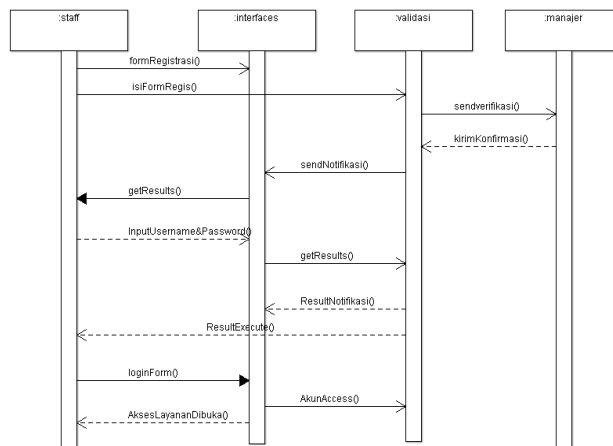 :staff
:interfaces
:validasi
:manajer
formRegistrasi()
isiFormRegis()
sendverifikasi()
kirimKonfirmasi()
sendNotifikasi()
getResults()
InputUsername&Password()
getResults()
ResultNotifikasi()
ResultExecute()
loginForm()
AkunAccess()
AksesLayananDibuka()